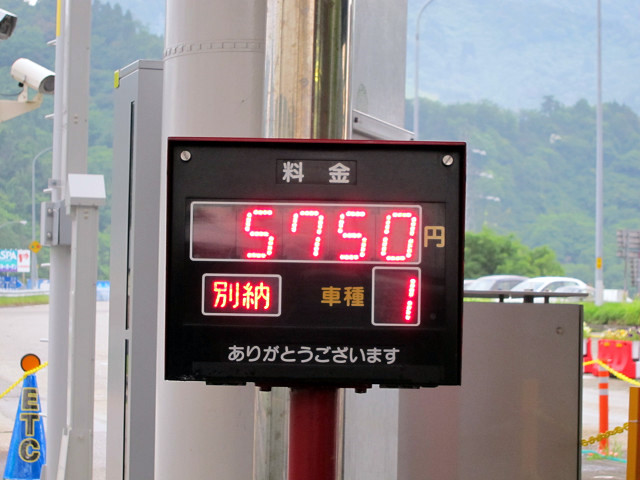 料金
5750円
別納 車種 1
ありがとうございます
ETC
SPA